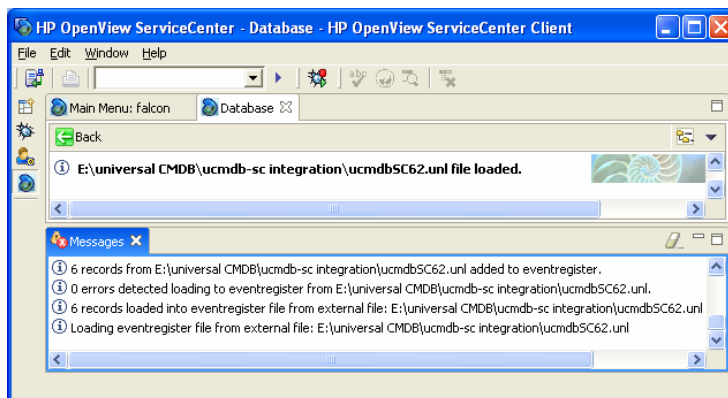 HP OpenView ServiceCenter - Database - HP OpenView ServiceCenter Client
File Edit Window Help
abc
Main Menu: falcon Database
Back
E:\universal CMDB\ucmdb-sc integration\ucmdbSC62.unl file loaded.
Messages
6 records from E:\universal CMDB\ucmdb-sc integration\ucmdbSC62.unl added to eventregister.
0 errors detected loading to eventregister from E:\universal CMDB\ucmdb-sc integration\ucmdbSC62.unl.
6 records loaded into eventregister file from external file: E:\universal CMDB\ucmdb-sc integration\ucmdbSC62.unl
Loading eventregister file from external file: E:\universal CMDB\ucmdb-sc integration\ucmdbSC62.unl